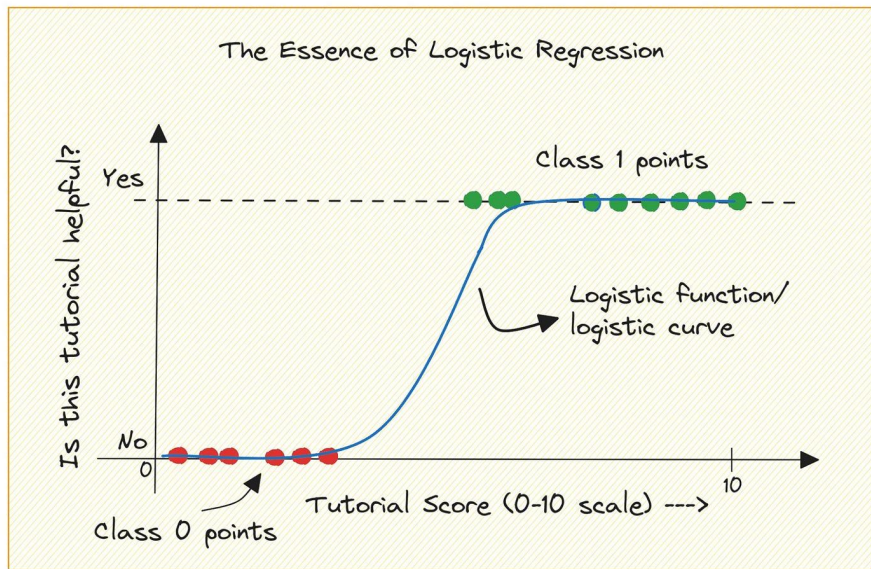 The Essence of Logistic Regression
Is this tutorial helpful?
Yes
Class 1 points
Logistic function/
logistic curve
No
0
10
Tutorial Score (0-10 scale) --->
Class 0 points